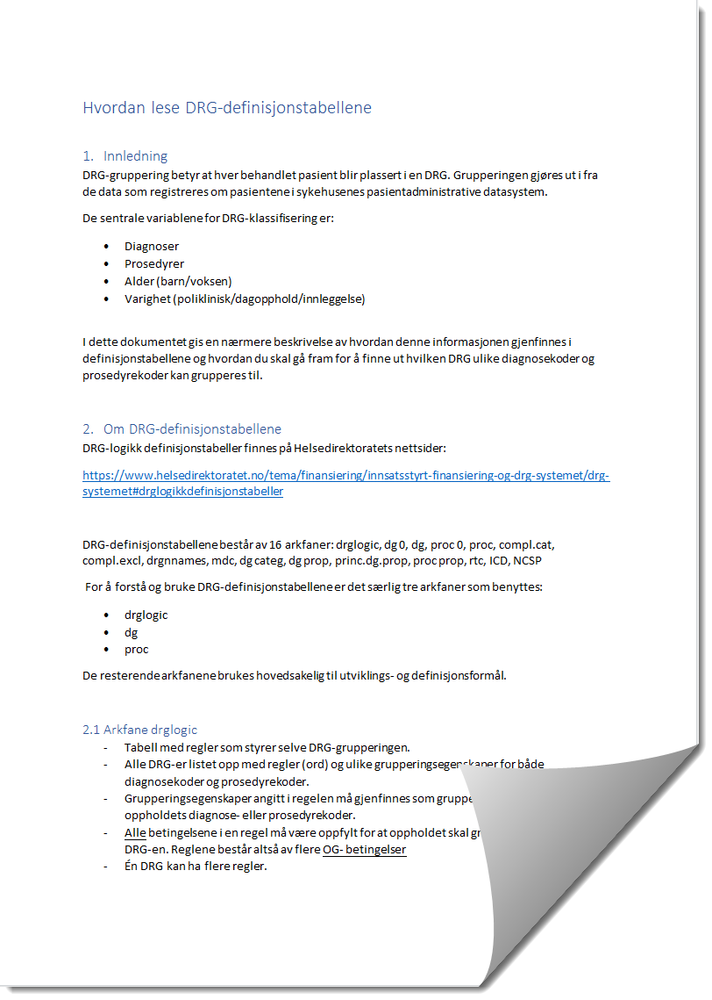 Hvordan lese DRG-definisjonstabellene
1. Innledning
DRG-gruppering betyr at hver behandlet pasient blir plassert i en DRG. Grupperingen gjøres ut i fra
de data som registreres om pasientene i sykehusenes pasientadministrative datasystem.
De sentrale variablene for DRG-klassifisering er:
• Diagnoser
• Prosedyrer
• Alder (barn/voksen)
• Varighet (poliklinisk/dagopphold/innleggelse)
I dette dokumentet gis en nærmere beskrivelse av hvordan denne informasjonen gjenfinnes i
definisjonstabellene og hvordan du skal gå fram for å finne ut hvilken DRG ulike diagnosekoder og
prosedyrekoder kan grupperes til.
2. Om DRG-definisjonstabellene
DRG-logikk definisjonstabeller finnes på Helsedirektoratets nettsider:
https://www.helsedirektoratet.no/tema/finansiering/innsatsstyrt-finansiering-og-drg-systemet/drg-
systemet#drglogikkdefinisjonstabeller
DRG-definisjonstabellene består av 16 arkfaner: drglogic, dg 0, dg, proc 0, proc, compl.cat,
compl.excl, drgnnames, mdc, dg categ, dg prop, princ.dg.prop, proc prop, rtc, ICD, NCSP
For å forstå og bruke DRG-definisjonstabellene er det særlig tre arkfaner som benyttes:
• drglogic
• dg
• proc
De resterende arkfanene brukes hovedsakelig til utviklings- og definisjonsformål.
2.1 Arkfane drglogic
- Tabell med regler som styrer selve DRG-grupperingen.
- Alle DRG-er listet opp med regler (ord) og ulike grupperingsegenskaper for både
diagnosekoder og prosedyrekoder.
- Grupperingsegenskaper angitt i regelen må gjenfinnes som
oppholdets diagnose- eller prosedyrekoder.
- Alle betingelsene i en regel må være oppfylt for at oppholdet skal
DRG-en. Reglene består altså av flere OG- betingelser
- Én DRG kan ha flere regler.